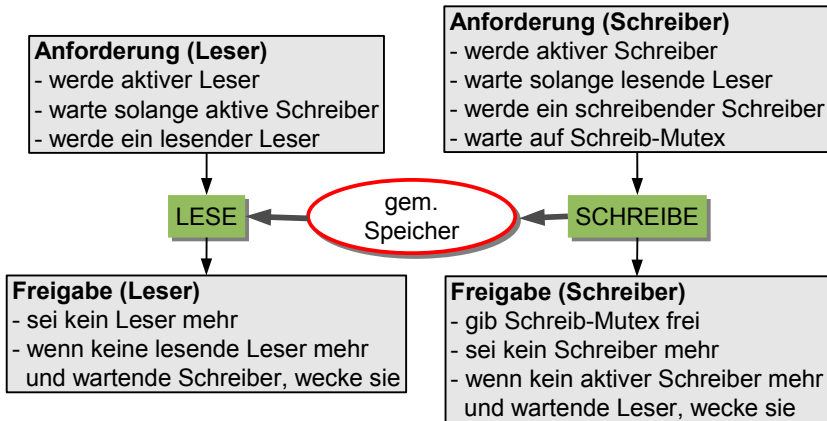 Anforderung (Leser)
- werde aktiver Leser
- warte solange aktive Schreiber
- werde ein lesender Leser
Anforderung (Schreiber)
- werde aktiver Schreiber
- warte solange lesende Leser
- werde ein schreibender Schreiber
- warte auf Schreib-Mutex
LESE
gem.
Speicher
SCHREIBE
Freigabe (Leser)
- sei kein Leser mehr
- wenn keine lesende Leser mehr
und wartende Schreiber, wecke sie
Freigabe (Schreiber)
- gib Schreib-Mutex frei
- sei kein Schreiber mehr
- wenn kein aktiver Schreiber mehr
und wartende Leser, wecke sie